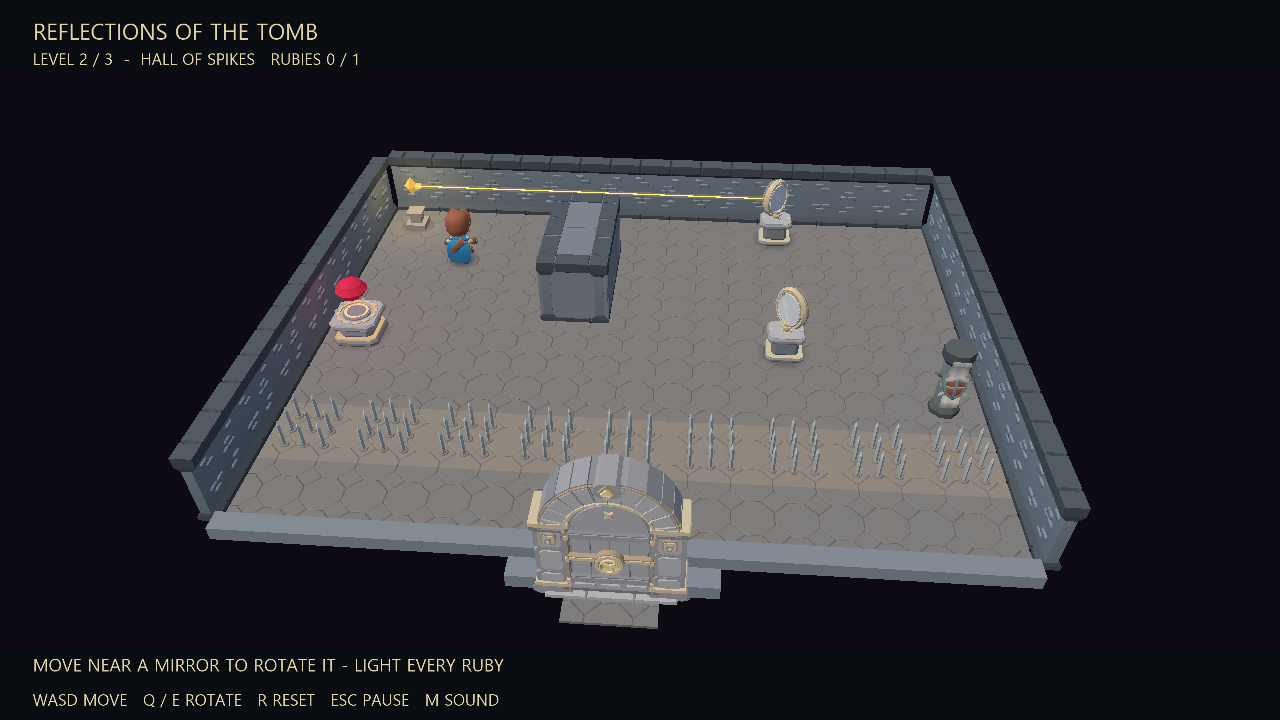 REFLECTIONS OF THE TOMB
LEVEL 2 / 3 - HALL OF SPIKES RUBIES 0 / 1
MOVE NEAR A MIRROR TO ROTATE IT - LIGHT EVERY RUBY
WASD MOVE Q / E ROTATE R RESET ESC PAUSE M SOUND